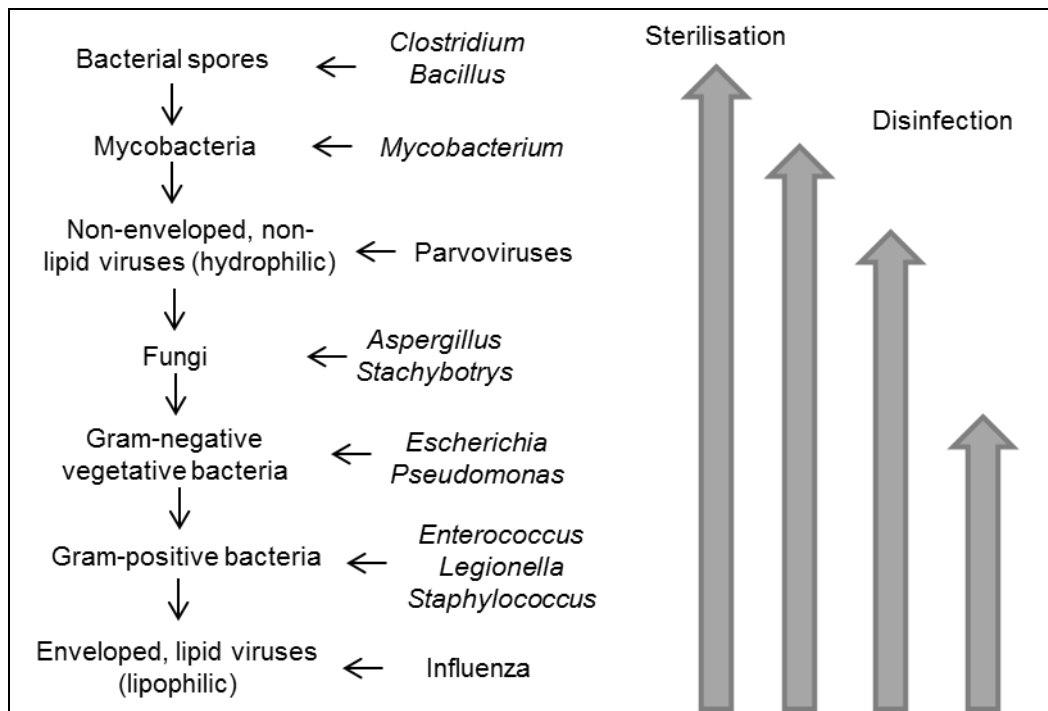 Bacterial spores
Clostridium
Bacillus
Mycobacteria
Mycobacterium
Non-enveloped, non-
lipid viruses (hydrophilic)
Parvoviruses
Fungi
Aspergillus
Stachybotrys
Gram-negative
vegetative bacteria
Escherichia
Pseudomonas
Gram-positive bacteria
Enterococcus
Legionella
Staphylococcus
Enveloped, lipid viruses
(lipophilic)
Influenza
Sterilisation
Disinfection